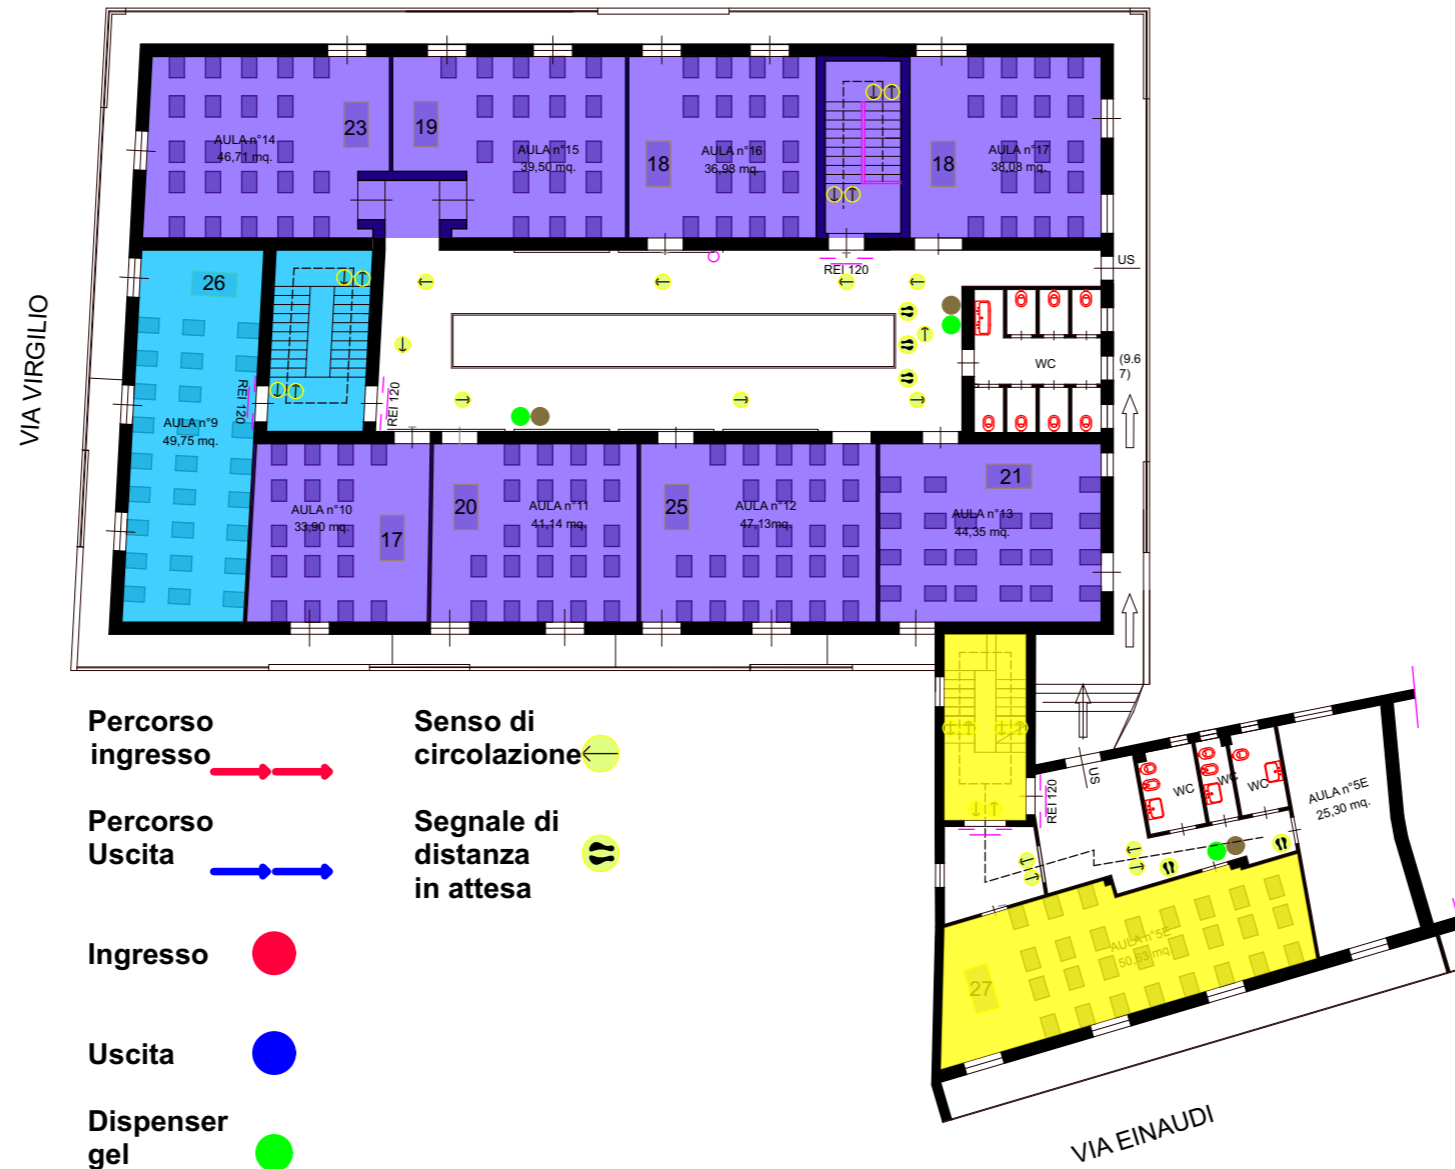 AULA n°14
46,71 mq.
23
19
AULA n°15
39,50 mq.
18
AULA n°16
36,98 mq.
18
AULA n°17
38,08 mq.
REI 120
US
26
VIA VIRGILIO
AULA n°9
49,75 mq.
REI 120
REI 120
WC
(9.6
7)
AULA n°10
33,90 mq.
17
20
AULA n°11
41,14 mq.
25
AULA n°12
47,13mq.
21
AULA n°13
44,35 mq.
Percorso
ingresso
Senso di
circolazione
Percorso
Uscita
Segnale di
distanza
in attesa
Ingresso
Uscita
Dispenser
gel
US
REI 120
WC
WC
WC
AULA n°5E
25,30 mq.
AULA n°5E
50,63 mq.
27
VIA EINAUDI